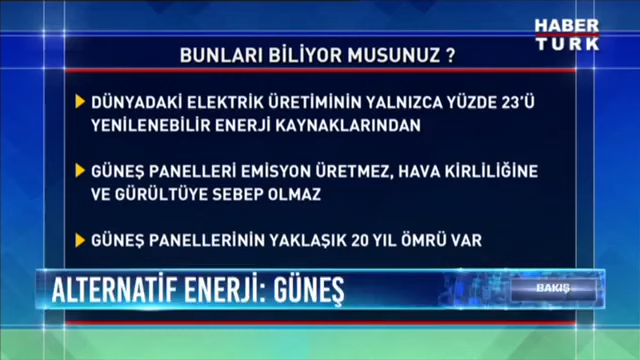 HABER
TURK
BUNLARI BİLİYOR MUSUNUZ ?
DÜNYADAKİ ELEKTRİK ÜRETİMİNİN YALNIZCA YÜZDE 23'Ü
YENİLENEBİLİR ENERJİ KAYNAKLARINDAN
GÜNEŞ PANELLERİ EMİSYON ÜRETMEZ, HAVA KİRLİLİĞİNE
VE GÜRÜLTÜYE SEBEP OLMAZ
GÜNEŞ PANELLERİNİN YAKLAŞIK 20 YIL ÖMRÜ VAR
ALTERNATİF ENERJİ: GÜNEŞ
BAKIŞ